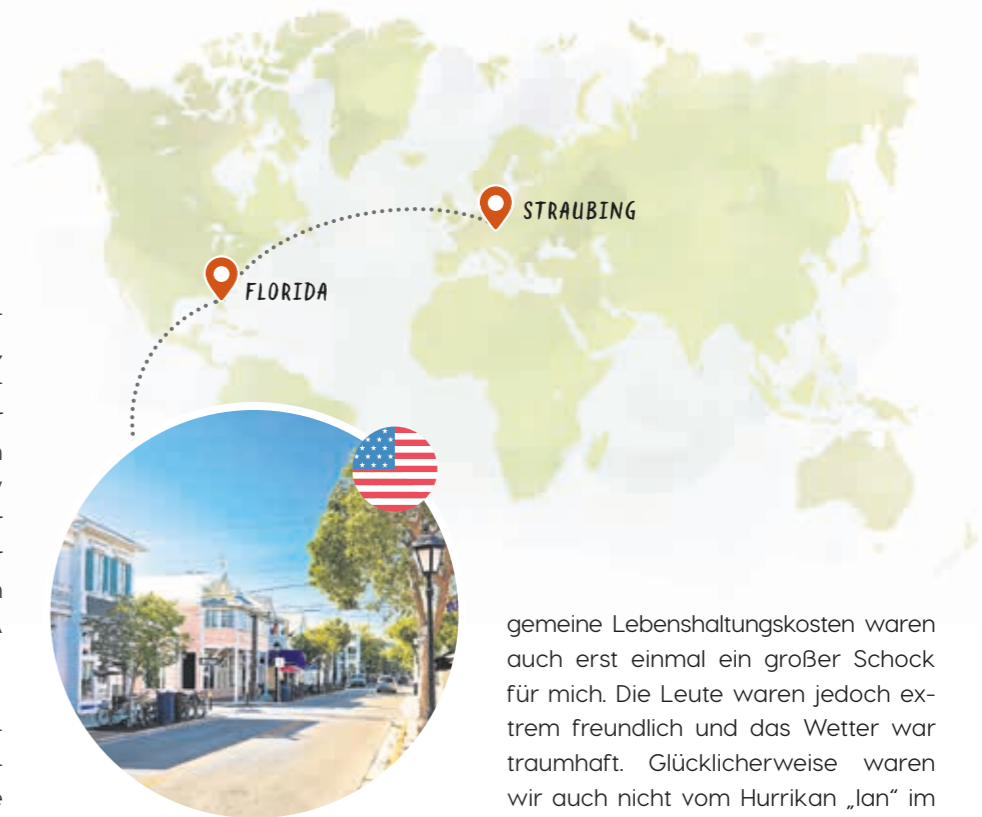 STRAUBING
FLORIDA
gemeine Lebenshaltungskosten waren
auch erst einmal ein großer Schock
für mich. Die Leute waren jedoch ex-
trem freundlich und das Wetter war
traumhaft. Glücklicherweise waren
wir auch nicht vom Hurrikan „Ian“ im